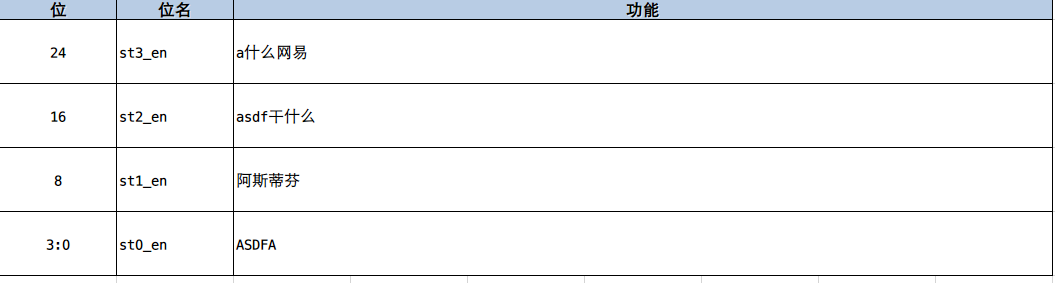 位 位名 功能
24 st3_en a什么网易
16 st2_en asdf干什么
8 st1_en 阿斯蒂芬
3:0 st0_en ASDFA